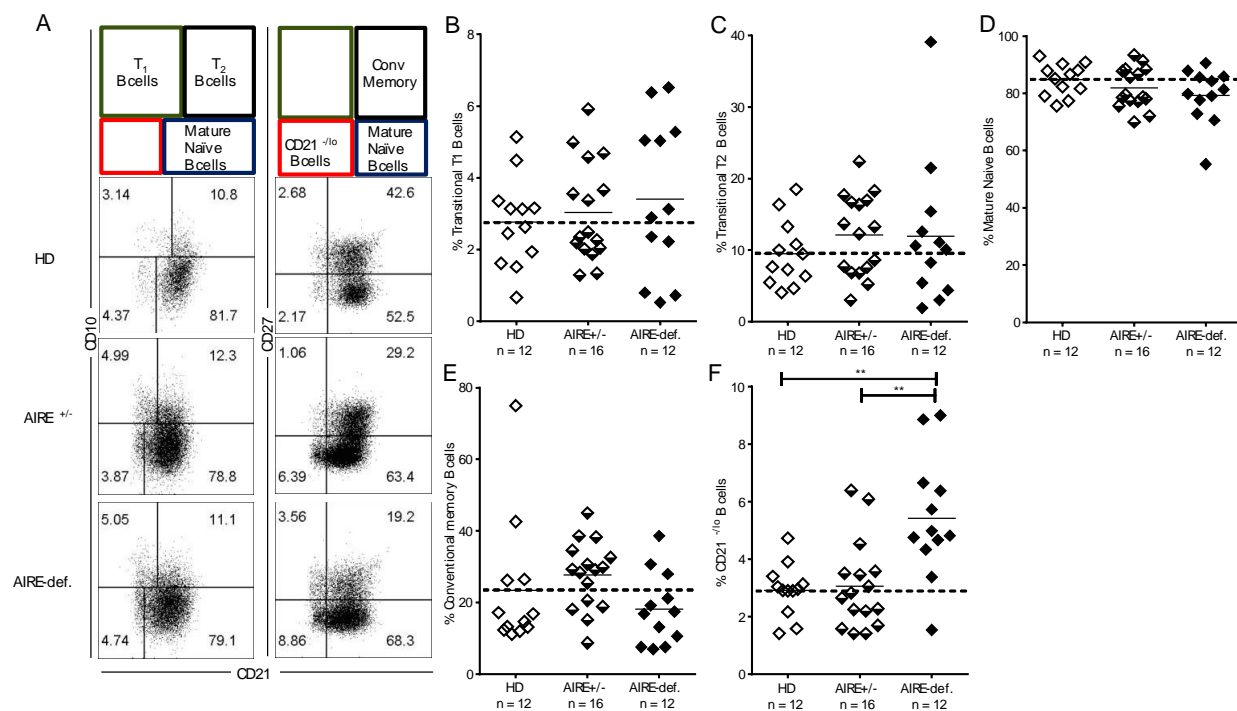 A
T1
B cells
T2
B cells
Mature
Naïve
B cells
Conv
Memory
CD21 -/lo
B cells
Mature
Naïve
B cells
HD
3.14 10.8
4.37 81.7
2.68 42.6
2.17 52.5
CD10
CD27
AIRE +/-
4.99 12.3
3.87 78.8
1.06 29.2
6.39 63.4
AIRE-def.
5.05 11.1
4.74 79.1
3.56 19.2
8.86 68.3
CD21
B
% Transitional T1 B cells
8
6
4
2
0
HD AIRE+/- AIRE-def.
n = 12 n = 16 n = 12
C
% Transitional T2 B cells
40
30
20
10
0
HD AIRE+/- AIRE-def.
n = 12 n = 16 n = 12
D
% Mature Naive B cells
100
80
60
40
20
0
HD AIRE+/- AIRE-def.
n = 12 n = 16 n = 12
E
% Conventional memory B cells
80
60
40
20
0
HD AIRE+/- AIRE-def.
n = 12 n = 16 n = 12
F
% CD21 -/lo B cells
10
8
6
4
2
0
**
**
HD AIRE+/- AIRE-def.
n = 12 n = 16 n = 12